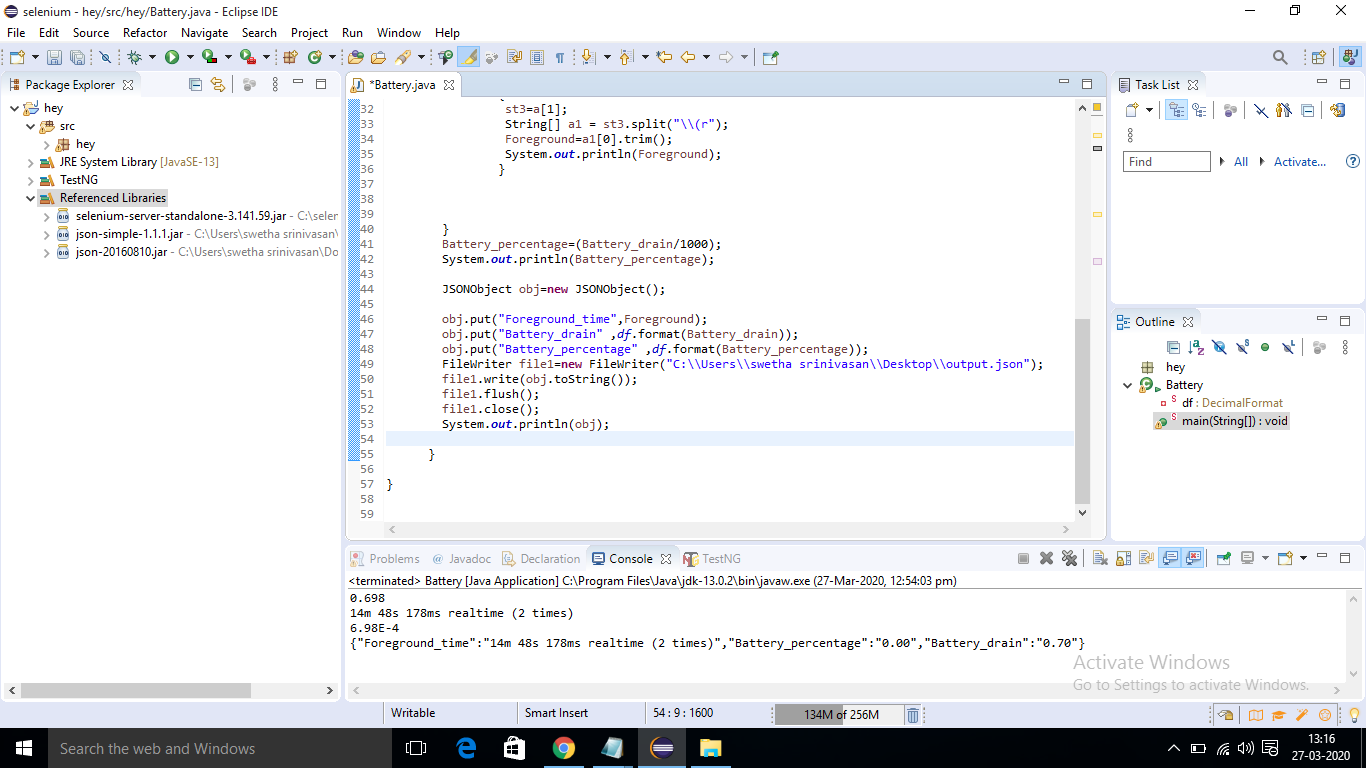 selenium - hey/src/hey/Battery.java - Eclipse IDE
File Edit Source Refactor Navigate Search Project Run Window Help
Package Explorer
hey
src
hey
JRE System Library [JavaSE-13]
TestNG
Referenced Libraries
selenium-server-standalone-3.141.59.jar - C:\seler
json-simple-1.1.1.jar - C:\Users\swetha srinivasan\
json-20160810.jar - C:\Users\swetha srinivasan\Do
*Battery.java
32 st3=a[1];
33 String[] a1 = st3.split("\\(r");
34 Foreground=a1[0].trim();
35 System.out.println(Foreground);
36 }
37
38
39
40 }
41 Battery_percentage=(Battery_drain/1000);
42 System.out.println(Battery_percentage);
43
44 JSONObject obj=new JSONObject();
45
46 obj.put("Foreground_time",Foreground);
47 obj.put("Battery_drain" ,df.format(Battery_drain));
48 obj.put("Battery_percentage" ,df.format(Battery_percentage));
49 FileWriter file1=new FileWriter("C:\\Users\\swetha srinivasan\\Desktop\\output.json");
50 file1.write(obj.toString());
51 file1.flush();
52 file1.close();
53 System.out.println(obj);
54
55 }
56
57 }
58
59
Task List
Find All Activate...
Outline
hey
Battery
df : DecimalFormat
main(String[]) : void
Problems @ Javadoc Declaration Console TestNG
<terminated> Battery [Java Application] C:\Program Files\Java\jdk-13.0.2\bin\javaw.exe (27-Mar-2020, 12:54:03 pm)
0.698
14m 48s 178ms realtime (2 times)
6.98E-4
{"Foreground_time":"14m 48s 178ms realtime (2 times)","Battery_percentage":"0.00","Battery_drain":"0.70"}
Activate Windows
Go to Settings to activate Windows.
Writable Smart Insert 54 : 9 : 1600 134M of 256M
Search the web and Windows
13:16
27-03-2020